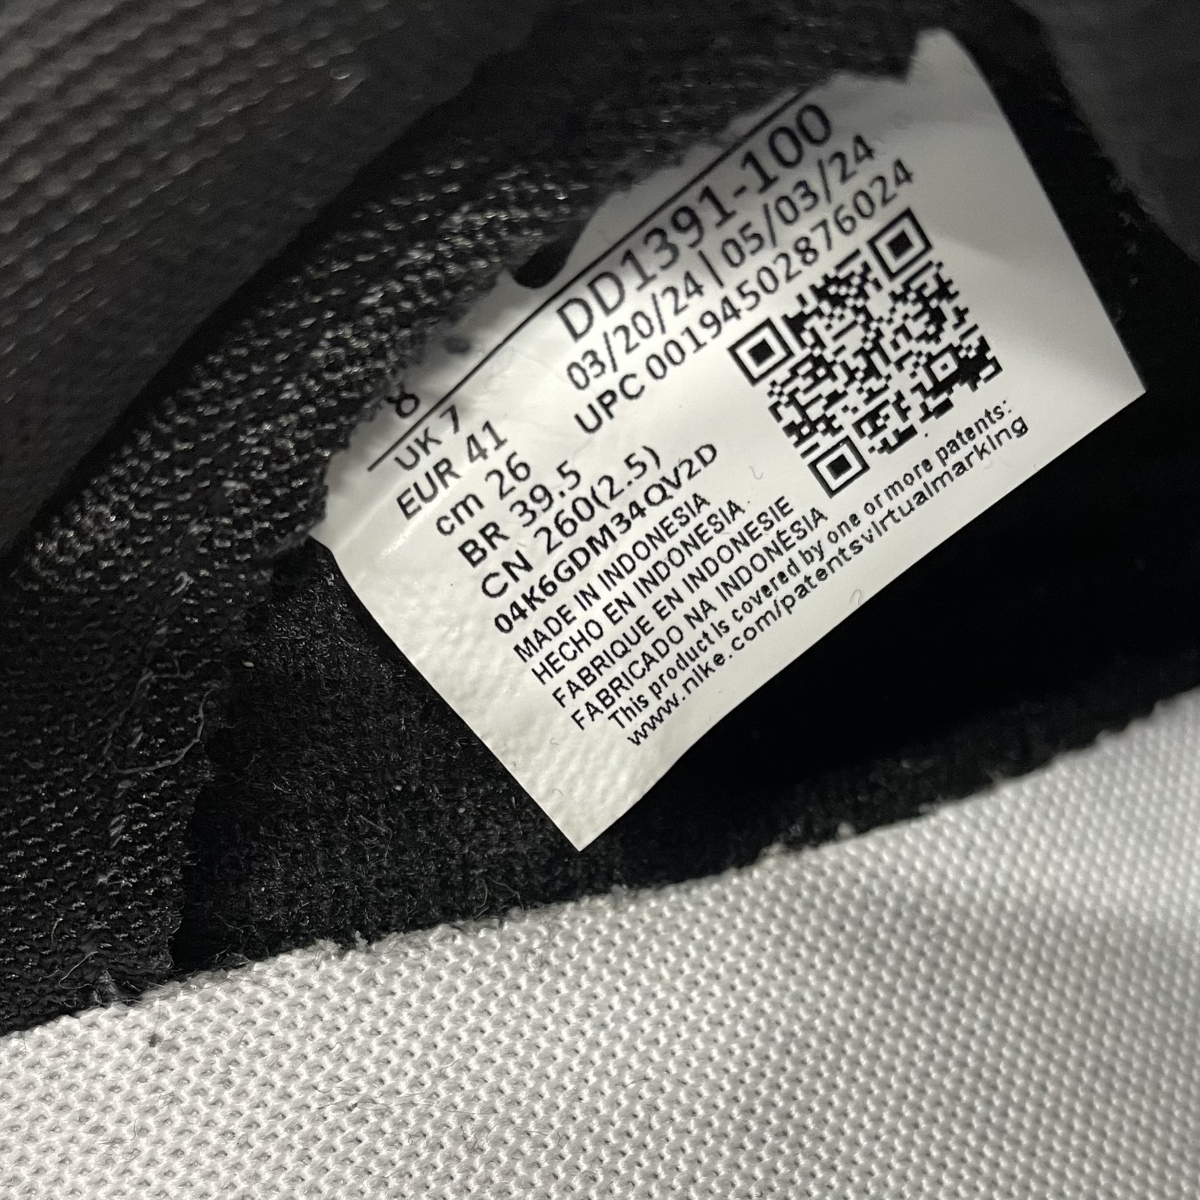 8
UK 7
EUR 41
cm 26
BR 39.5
CN 260(2.5)
DD1391-100
03/20/24 | 05/03/24
UPC 00194502876024
04K6GDM34QV2D
MADE IN INDONESIA
HECHO EN INDONESIA
FABRIQUE EN INDONESIE
FABRICADO NA INDONÉSIA
This product is covered by one or more patents:
www.nike.com/patentsvirtualmarking